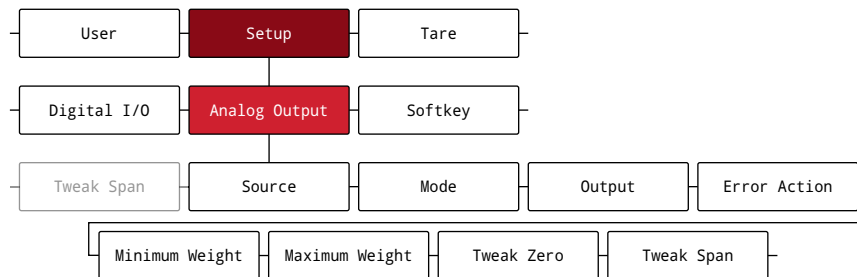 User Setup Tare
Digital I/O Analog Output Softkey
Tweak Span Source Mode Output Error Action
Minimum Weight Maximum Weight Tweak Zero Tweak Span